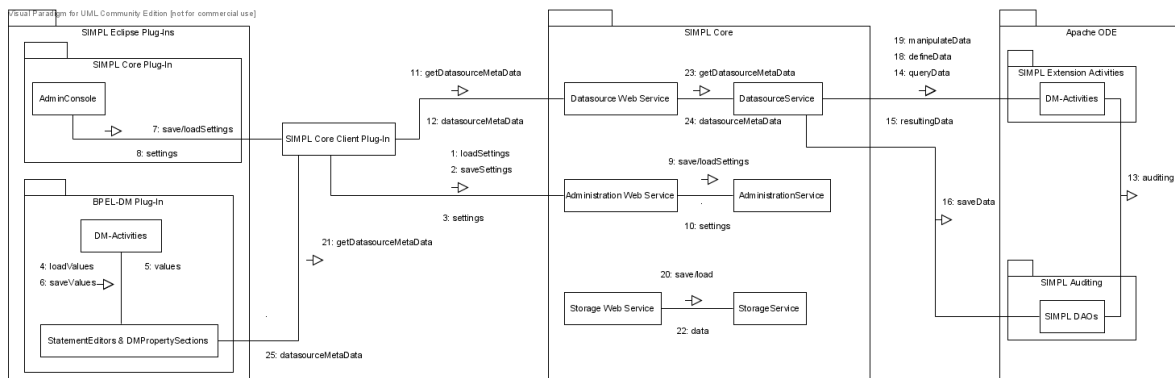 Visual Paradigm for UML Community Edition [not for commercial use]
SIMPL Eclipse Plug-Ins
SIMPL Core Plug-In
AdminConsole
7: save/loadSettings
8: settings
BPEL-DM Plug-In
DM-Activities
4: loadValues
5: values
6: saveValues
StatementEditors & DMPropertySections
SIMPL Core Client Plug-In
11: getDatasourceMetaData
12: datasourceMetaData
1: loadSettings
2: saveSettings
3: settings
21: getDatasourceMetaData
25: datasourceMetaData
SIMPL Core
Datasource Web Service
23: getDatasourceMetaData
24: datasourceMetaData
DatasourceService
Administration Web Service
9: save/loadSettings
10: settings
AdministrationService
Storage Web Service
20: save/load
22: data
StorageService
19: manipulateData
18: defineData
14: queryData
15: resultingData
16: saveData
Apache ODE
SIMPL Extension Activities
DM-Activities
13: auditing
SIMPL Auditing
SIMPL DAOs